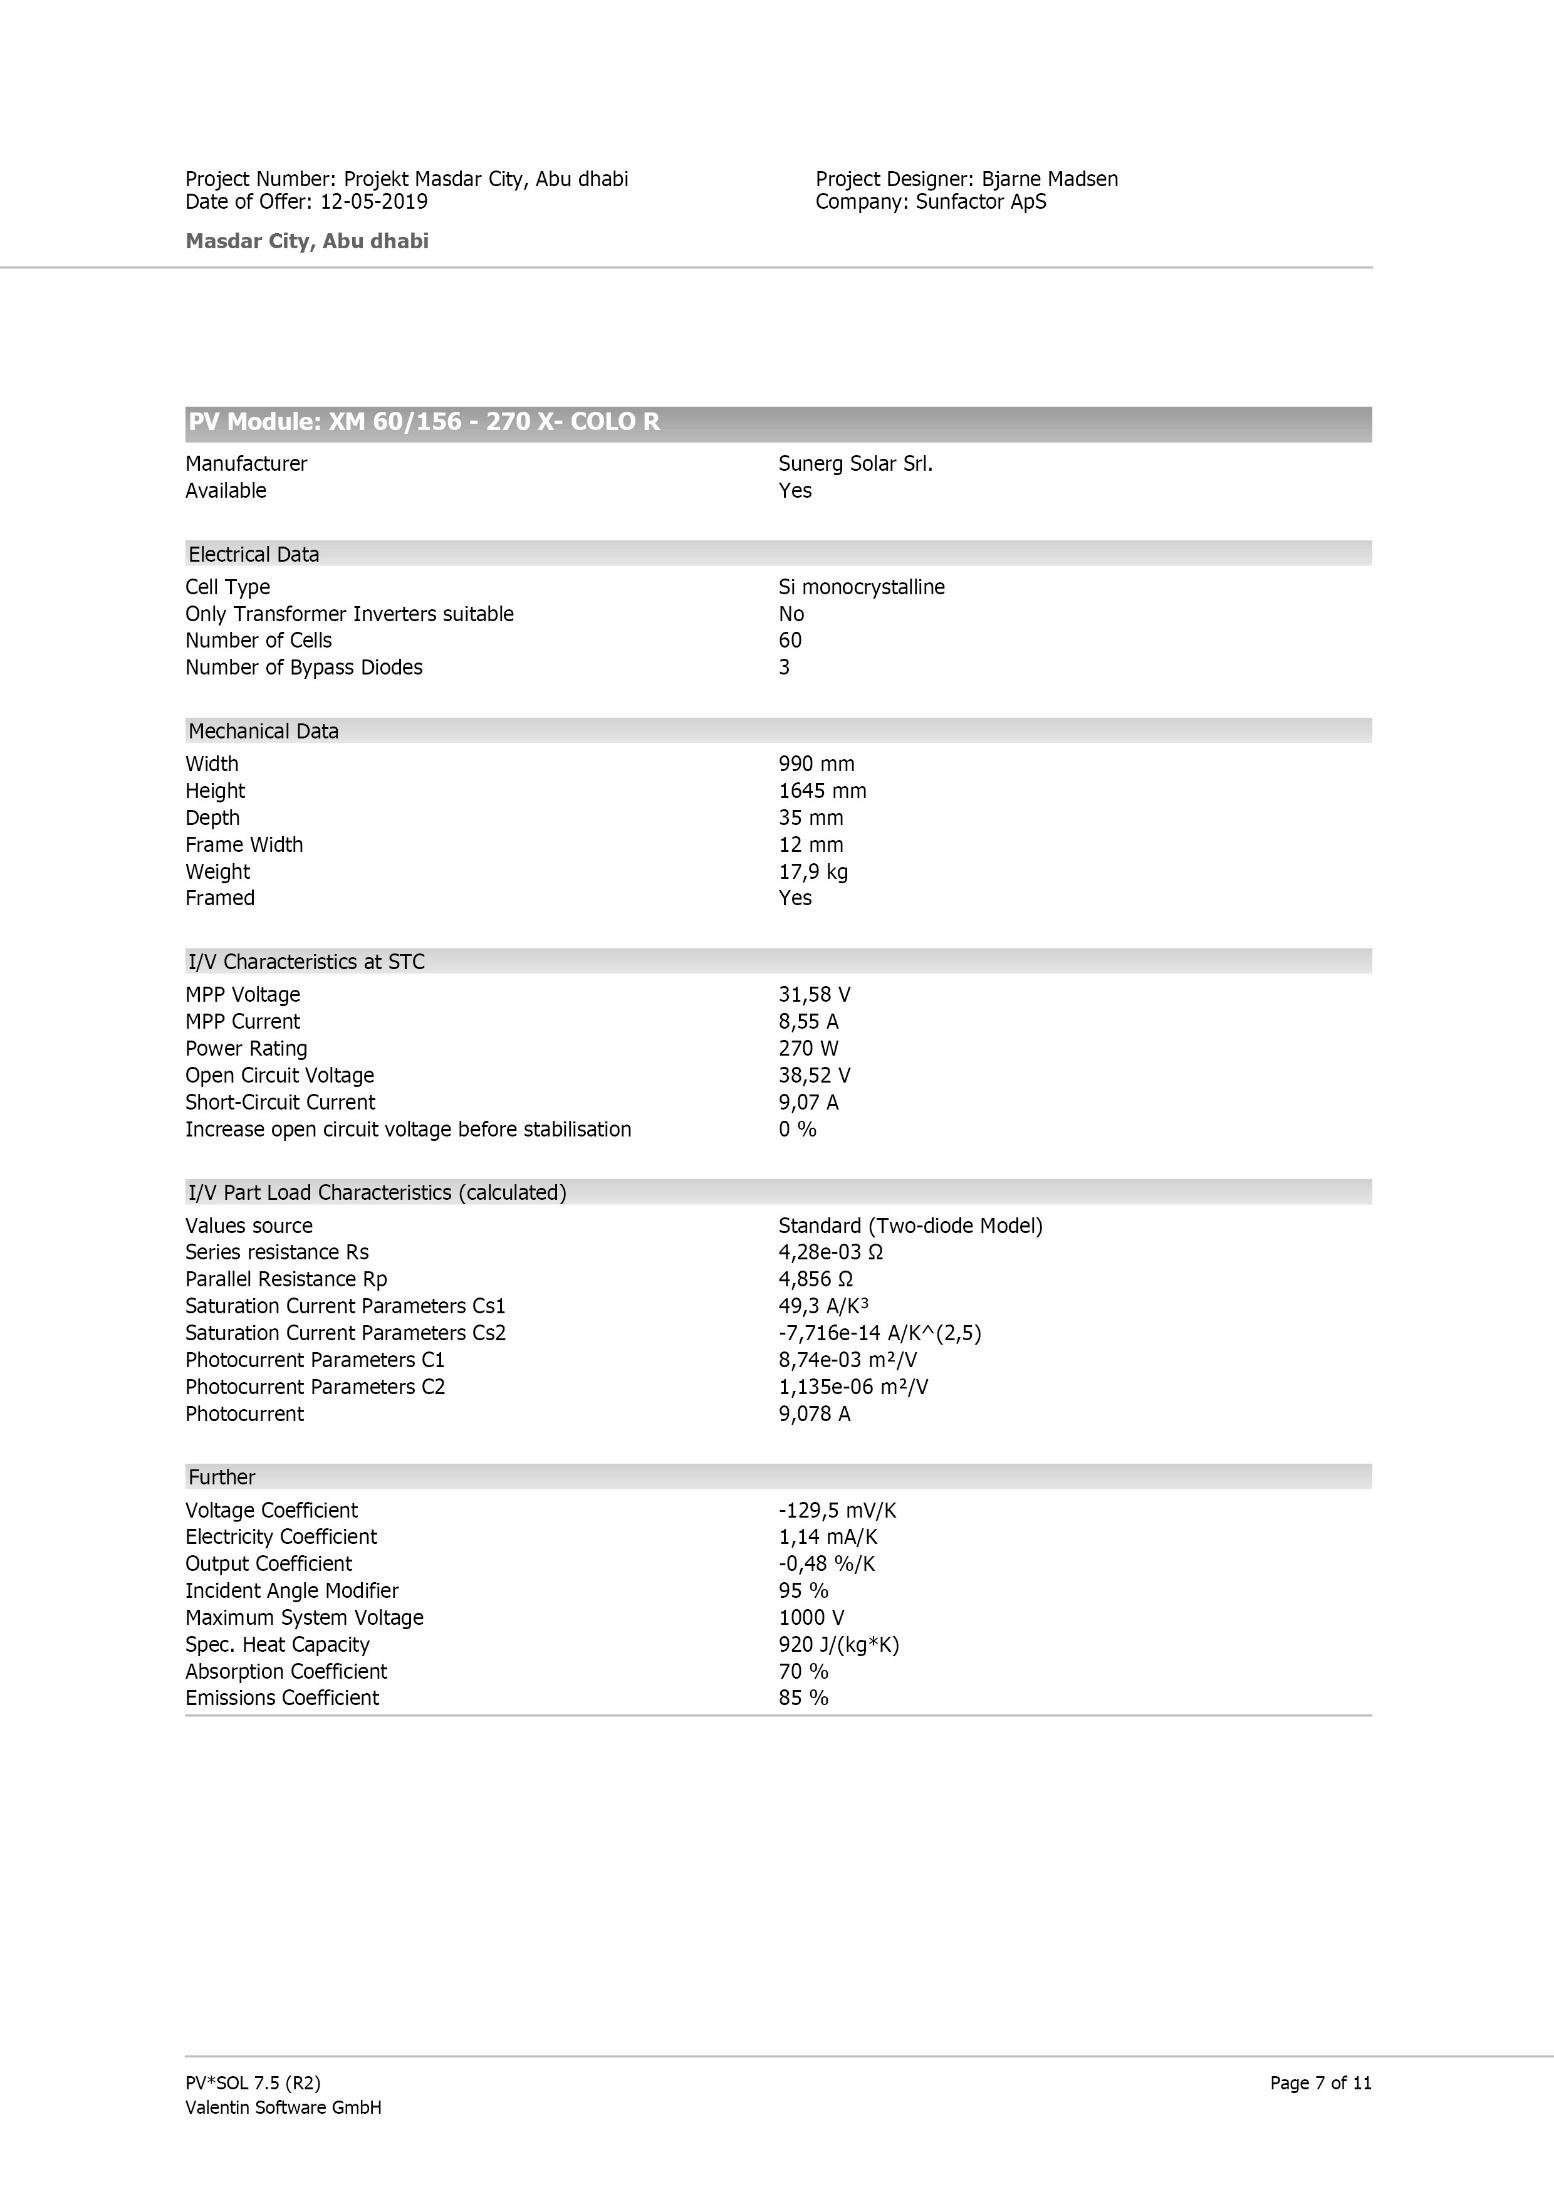 Project Number: Projekt Masdar City, Abu dhabi
Date of Offer: 12-05-2019
Project Designer: Bjarne Madsen
Company: Sunfactor ApS
Masdar City, Abu dhabi
PV Module: XM 60/156 - 270 X- COLO R
Manufacturer Sunerg Solar Srl.
Available Yes
Electrical Data
Cell Type Si monocrystalline
Only Transformer Inverters suitable No
Number of Cells 60
Number of Bypass Diodes 3
Mechanical Data
Width 990 mm
Height 1645 mm
Depth 35 mm
Frame Width 12 mm
Weight 17,9 kg
Framed Yes
I/V Characteristics at STC
MPP Voltage 31,58 V
MPP Current 8,55 A
Power Rating 270 W
Open Circuit Voltage 38,52 V
Short-Circuit Current 9,07 A
Increase open circuit voltage before stabilisation 0 %
I/V Part Load Characteristics (calculated)
Values source Standard (Two-diode Model)
Series resistance Rs 4,28e-03 Ω
Parallel Resistance Rp 4,856 Ω
Saturation Current Parameters Cs1 49,3 A/K³
Saturation Current Parameters Cs2 -7,716e-14 A/K^(2,5)
Photocurrent Parameters C1 8,74e-03 m²/V
Photocurrent Parameters C2 1,135e-06 m²/V
Photocurrent 9,078 A
Further
Voltage Coefficient -129,5 mV/K
Electricity Coefficient 1,14 mA/K
Output Coefficient -0,48 %/K
Incident Angle Modifier 95 %
Maximum System Voltage 1000 V
Spec. Heat Capacity 920 J/(kg*K)
Absorption Coefficient 70 %
Emissions Coefficient 85 %
PV*SOL 7.5 (R2)
Valentin Software GmbH
Page 7 of 11